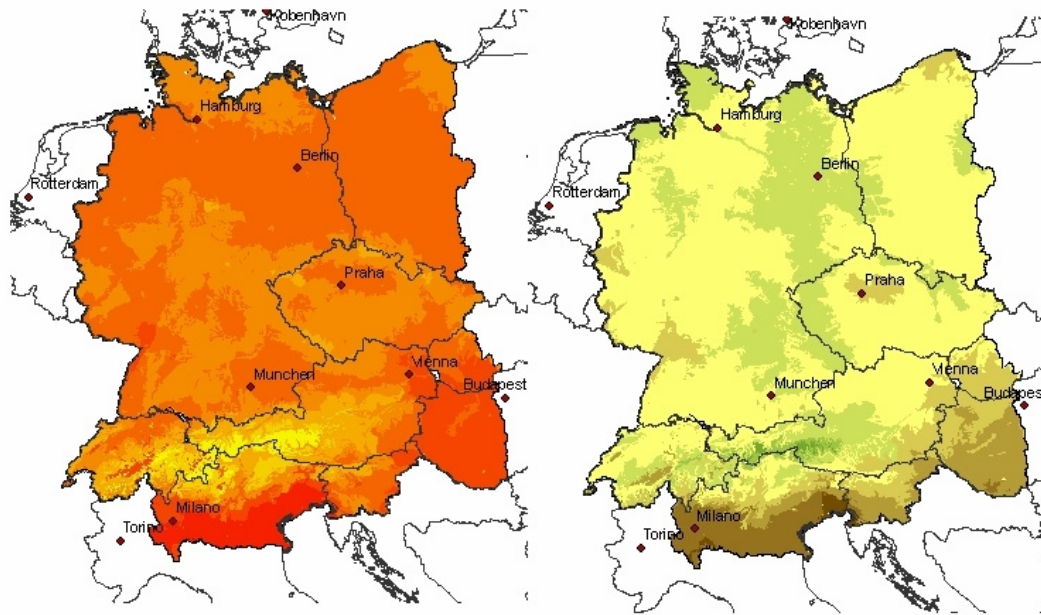 København
Hamburg
Berlin
Rotterdam
Praha
Munchen
Vienna
Budapest
Milano
Torino
København
Hamburg
Berlin
Rotterdam
Praha
Munchen
Vienna
Budapest
Milano
Torino